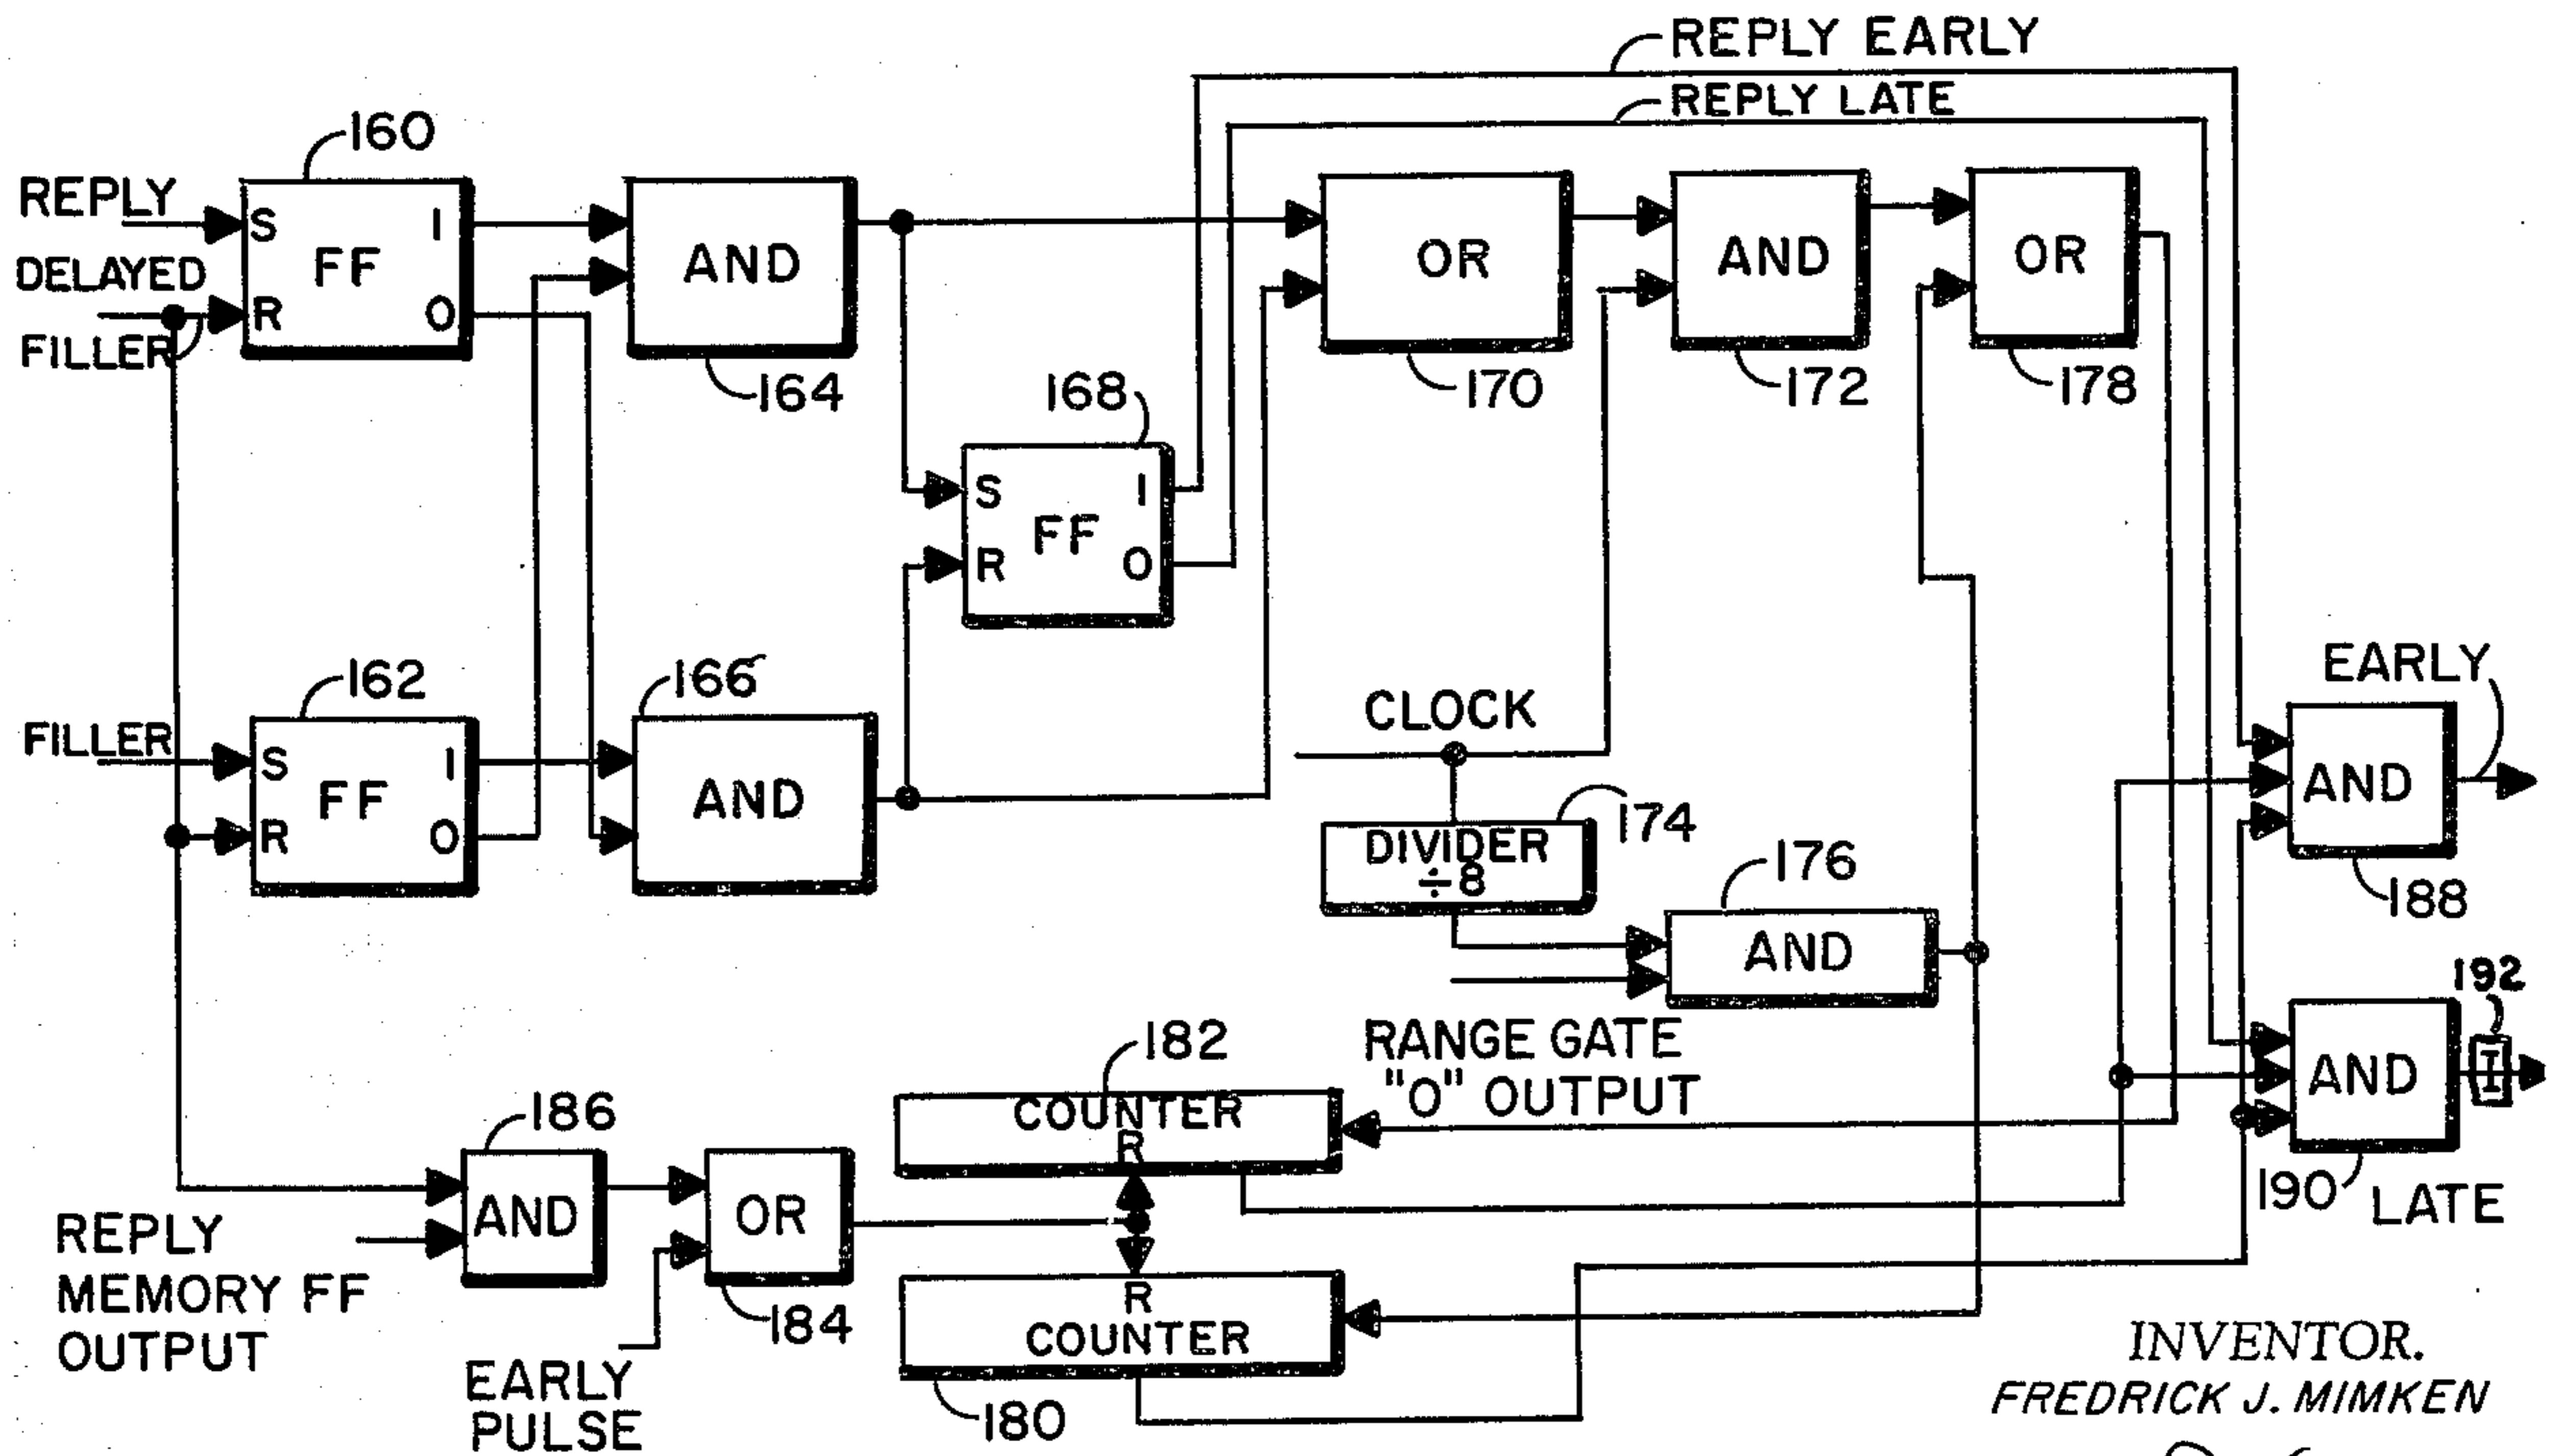 REPLY EARLY
REPLY LATE
160
REPLY
S
I
FF
DELAYED
R
O
FILLER
AND
164
OR
170
AND
172
OR
178
168
S
I
FF
R
O
162
FILLER
S
I
FF
R
O
166
AND
CLOCK
DIVIDER
÷8
174
176
AND
EARLY
AND
188
192
AND
190
LATE
RANGE GATE
"O" OUTPUT
182
COUNTER
R
186
AND
OR
184
REPLY
MEMORY FF
OUTPUT
EARLY
PULSE
R
COUNTER
180
INVENTOR.
FREDRICK J. MIMKEN